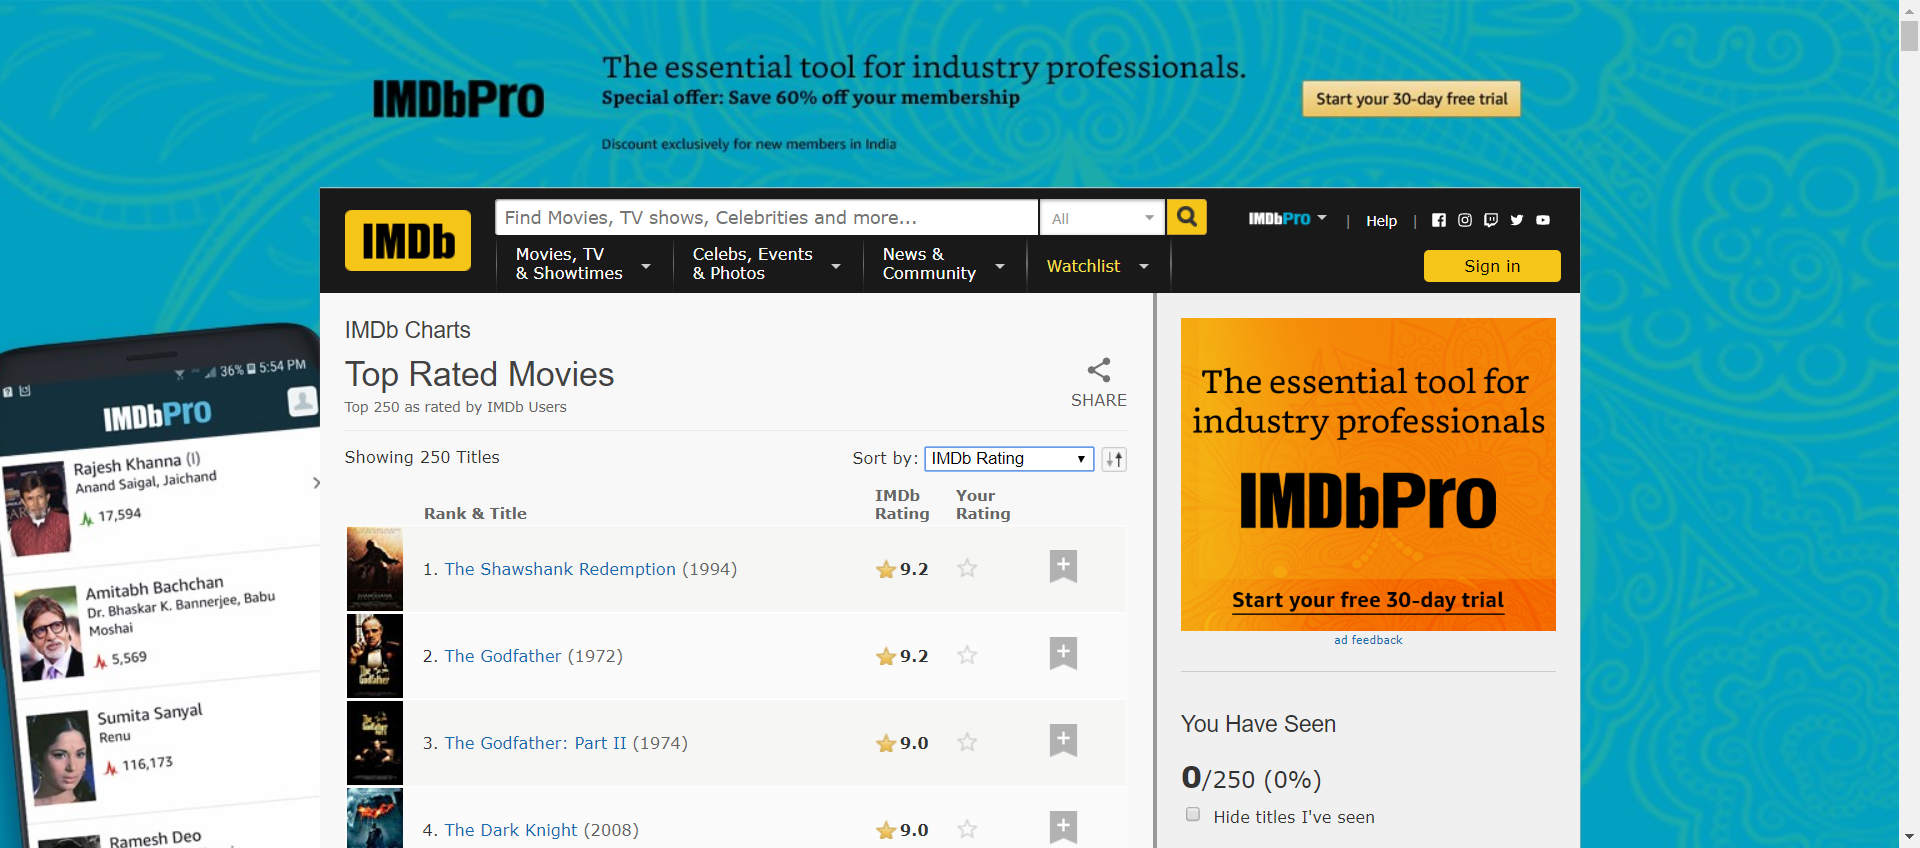 The essential tool for industry professionals.
IMDbPro
Special offer: Save 60% off your membership
Start your 30-day free trial
Discount exclusively for new members in India
IMDb
Find Movies, TV shows, Celebrities and more...
All
IMDbPro
|
Help
|
Movies, TV
& Showtimes
Celebs, Events
& Photos
News &
Community
Watchlist
Sign in
36% 5:54 PM
IMDbPro
Rajesh Khanna (I)
Anand Saigal, Jaichand
17,594
Amitabh Bachchan
Dr. Bhaskar K. Bannerjee, Babu
Moshai
5,569
Sumita Sanyal
Renu
116,173
Ramesh Deo
IMDb Charts
Top Rated Movies
Top 250 as rated by IMDb Users
SHARE
Showing 250 Titles
Sort by: IMDb Rating
Rank & Title
IMDb
Rating
Your
Rating
1. The Shawshank Redemption (1994) 9.2
2. The Godfather (1972) 9.2
3. The Godfather: Part II (1974) 9.0
4. The Dark Knight (2008) 9.0
The essential tool for
industry professionals
IMDbPro
Start your free 30-day trial
ad feedback
You Have Seen
0/250 (0%)
Hide titles I've seen